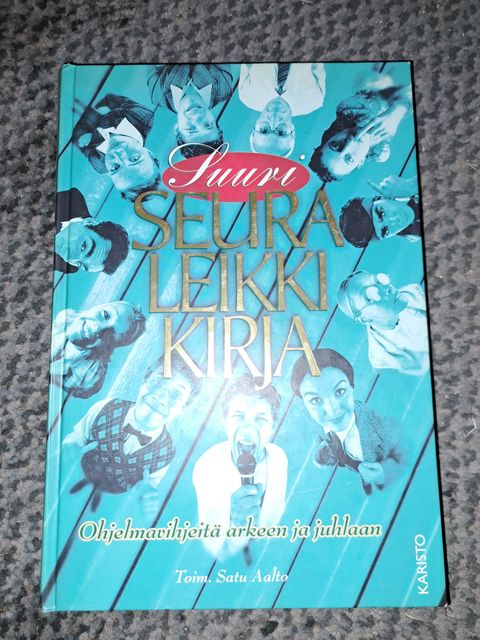 Suuri
SEURA
LEIKKI
KIRJA
Ohjelmavihjeitä arkeen ja juhlaan
Toim. Satu Aalto
KARISTO